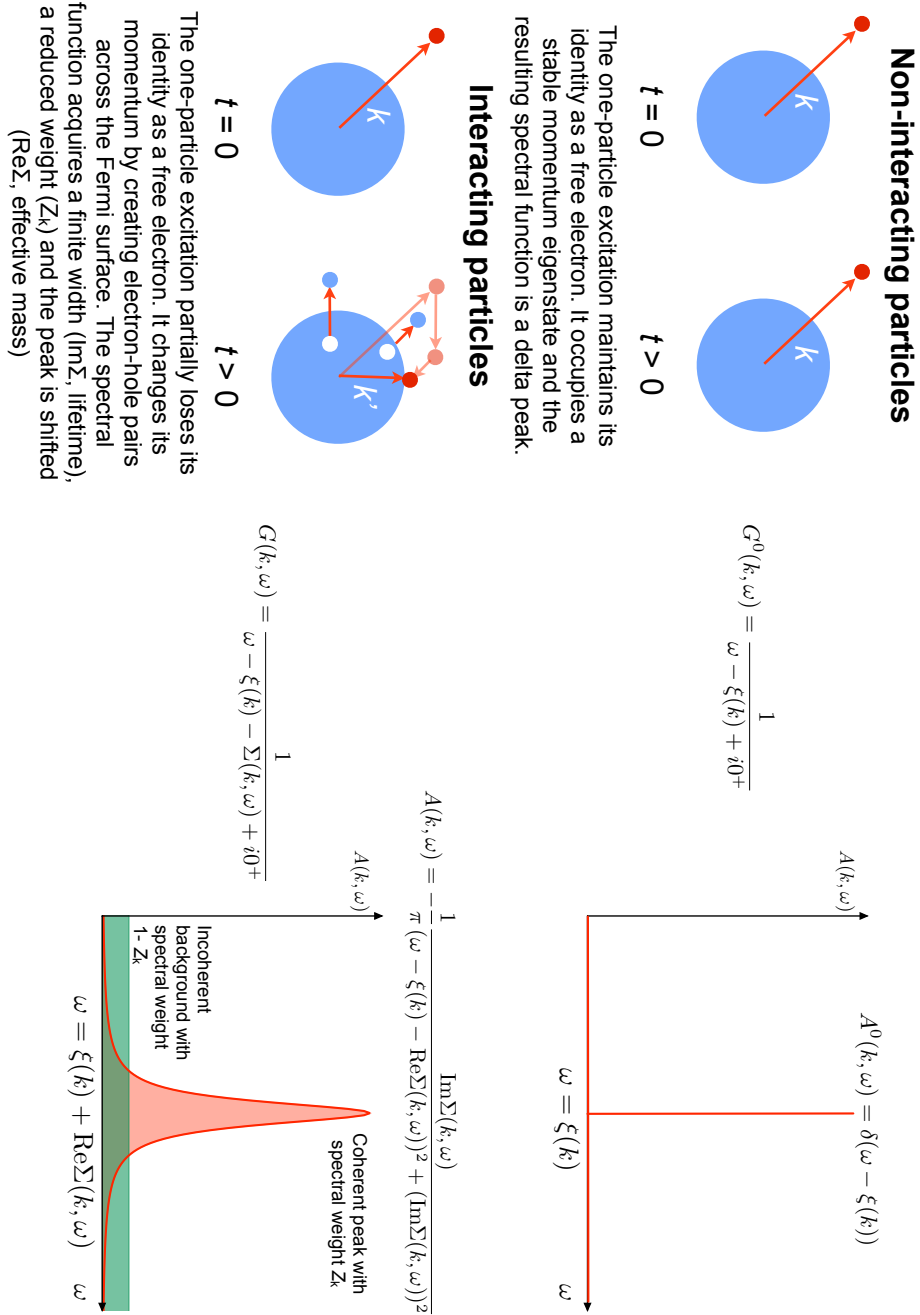 Non-interacting particles
k
k
t = 0
t > 0
The one-particle excitation maintains its
identity as a free electron. It occupies a
stable momentum eigenstate and the
resulting spectral function is a delta peak.
G⁰(k, ω) = 1 / (ω − ξ(k) + i0⁺)
A(k, ω)
A⁰(k, ω) = δ(ω − ξ(k))
ω = ξ(k)
ω
Interacting particles
k
k'
t = 0
t > 0
The one-particle excitation partially loses its
identity as a free electron. It changes its
momentum by creating electron-hole pairs
across the Fermi surface. The spectral
function acquires a finite width (ImΣ, lifetime),
a reduced weight (Zₖ) and the peak is shifted
(ReΣ, effective mass)
G(k, ω) = 1 / (ω − ξ(k) − Σ(k, ω) + i0⁺)
A(k, ω) = −(1/π) ImΣ(k, ω) / ((ω − ξ(k) − ReΣ(k, ω))² + (ImΣ(k, ω))²)
A(k, ω)
Coherent peak with
spectral weight Zₖ
Incoherent
background with
spectral weight
1- Zₖ
ω = ξ(k) + ReΣ(k, ω)
ω